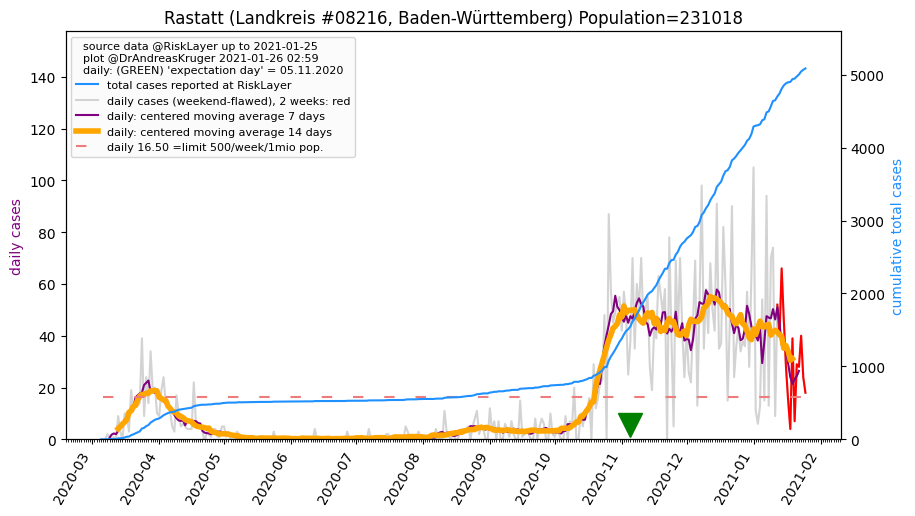 Rastatt (Landkreis #08216, Baden-Württemberg) Population=231018
source data @RiskLayer up to 2021-01-25
plot @DrAndreasKruger 2021-01-26 02:59
daily: (GREEN) 'expectation day' = 05.11.2020
total cases reported at RiskLayer
daily cases (weekend-flawed), 2 weeks: red
daily: centered moving average 7 days
daily: centered moving average 14 days
daily 16.50 =limit 500/week/1mio pop.
daily cases
140
120
100
80
60
40
20
0
5000
4000
3000
2000
1000
0
cumulative total cases
2020-03
2020-04
2020-05
2020-06
2020-07
2020-08
2020-09
2020-10
2020-11
2020-12
2021-01
2021-02